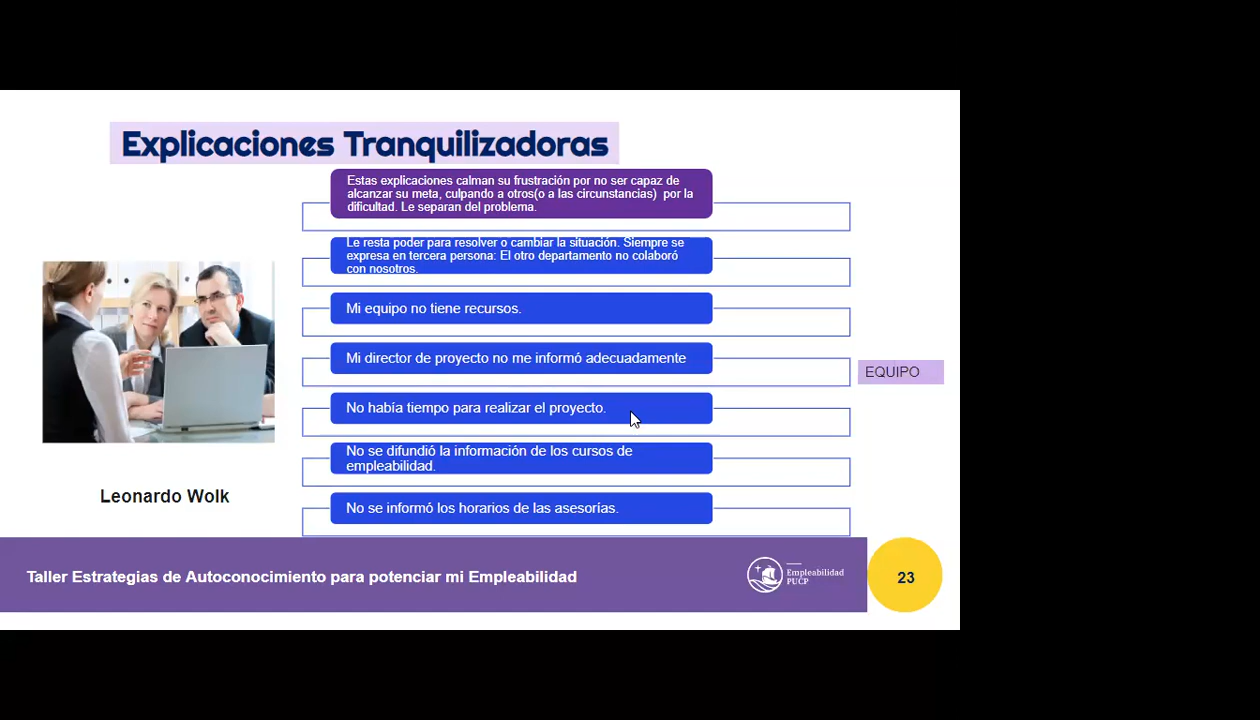 Explicaciones Tranquilizadoras
Estas explicaciones calman su frustración por no ser capaz de
alcanzar su meta, culpando a otros(o a las circunstancias) por la
dificultad. Le separan del problema.
Le resta poder para resolver o cambiar la situación. Siempre se
expresa en tercera persona: El otro departamento no colaboró
con nosotros.
Mi equipo no tiene recursos.
Mi director de proyecto no me informó adecuadamente
EQUIPO
No había tiempo para realizar el proyecto.
No se difundió la información de los cursos de
empleabilidad.
No se informó los horarios de las asesorías.
Leonardo Wolk
Taller Estrategias de Autoconocimiento para potenciar mi Empleabilidad
Empleabilidad
PUCP
23